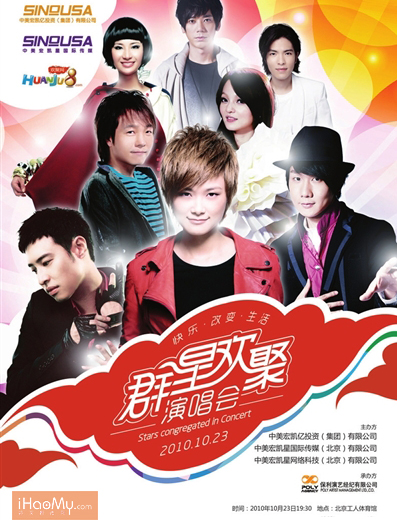 SINOUSA
中美宏凯亿投资（集团）有限公司
SINOUSA
中美宏凯星国际传媒
欢聚网
HUANJU8.com
快乐·改变·生活
群星欢聚
演唱会
Stars congregated In Concert
2010.10.23
主办方
中美宏凯亿投资（集团）有限公司
中美宏凯星国际传媒（北京）有限公司
中美宏凯星网络科技（北京）有限公司
承办方
POLY AGENCY
保利演艺经纪有限公司
POLY ARTIST MANAGEMENT CO.,LTD.
时间：2010年10月23日19:30 地点：北京工人体育馆
iHaoMy.com